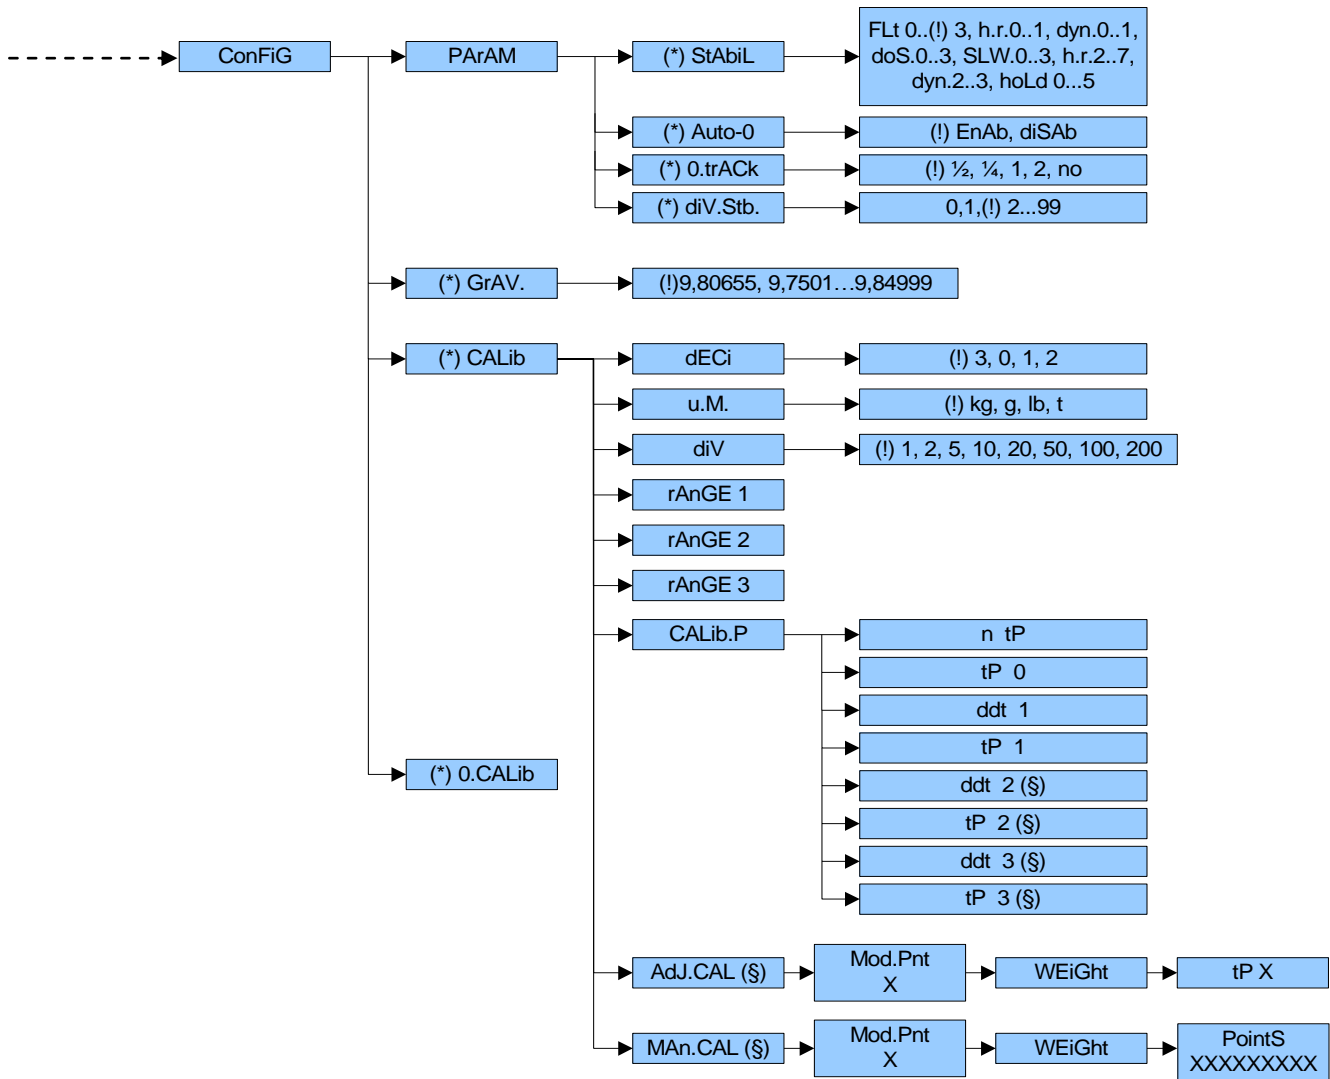 ConFiG
PArAM
(*) StAbiL
FLt 0..(!) 3, h.r.0..1, dyn.0..1,
doS.0..3, SLW.0..3, h.r.2..7,
dyn.2..3, hoLd 0...5
(*) Auto-0
(!) EnAb, diSAb
(*) 0.trACk
(!) ½, ¼, 1, 2, no
(*) diV.Stb.
0,1,(!) 2...99
(*) GrAV.
(!)9,80655, 9,7501…9,84999
(*) CALib
dECi
(!) 3, 0, 1, 2
u.M.
(!) kg, g, lb, t
diV
(!) 1, 2, 5, 10, 20, 50, 100, 200
rAnGE 1
rAnGE 2
rAnGE 3
CALib.P
n tP
tP 0
ddt 1
tP 1
ddt 2 (§)
tP 2 (§)
ddt 3 (§)
tP 3 (§)
(*) 0.CALib
AdJ.CAL (§)
Mod.Pnt
X
WEiGht
tP X
MAn.CAL (§)
Mod.Pnt
X
WEiGht
PointS
XXXXXXXXX